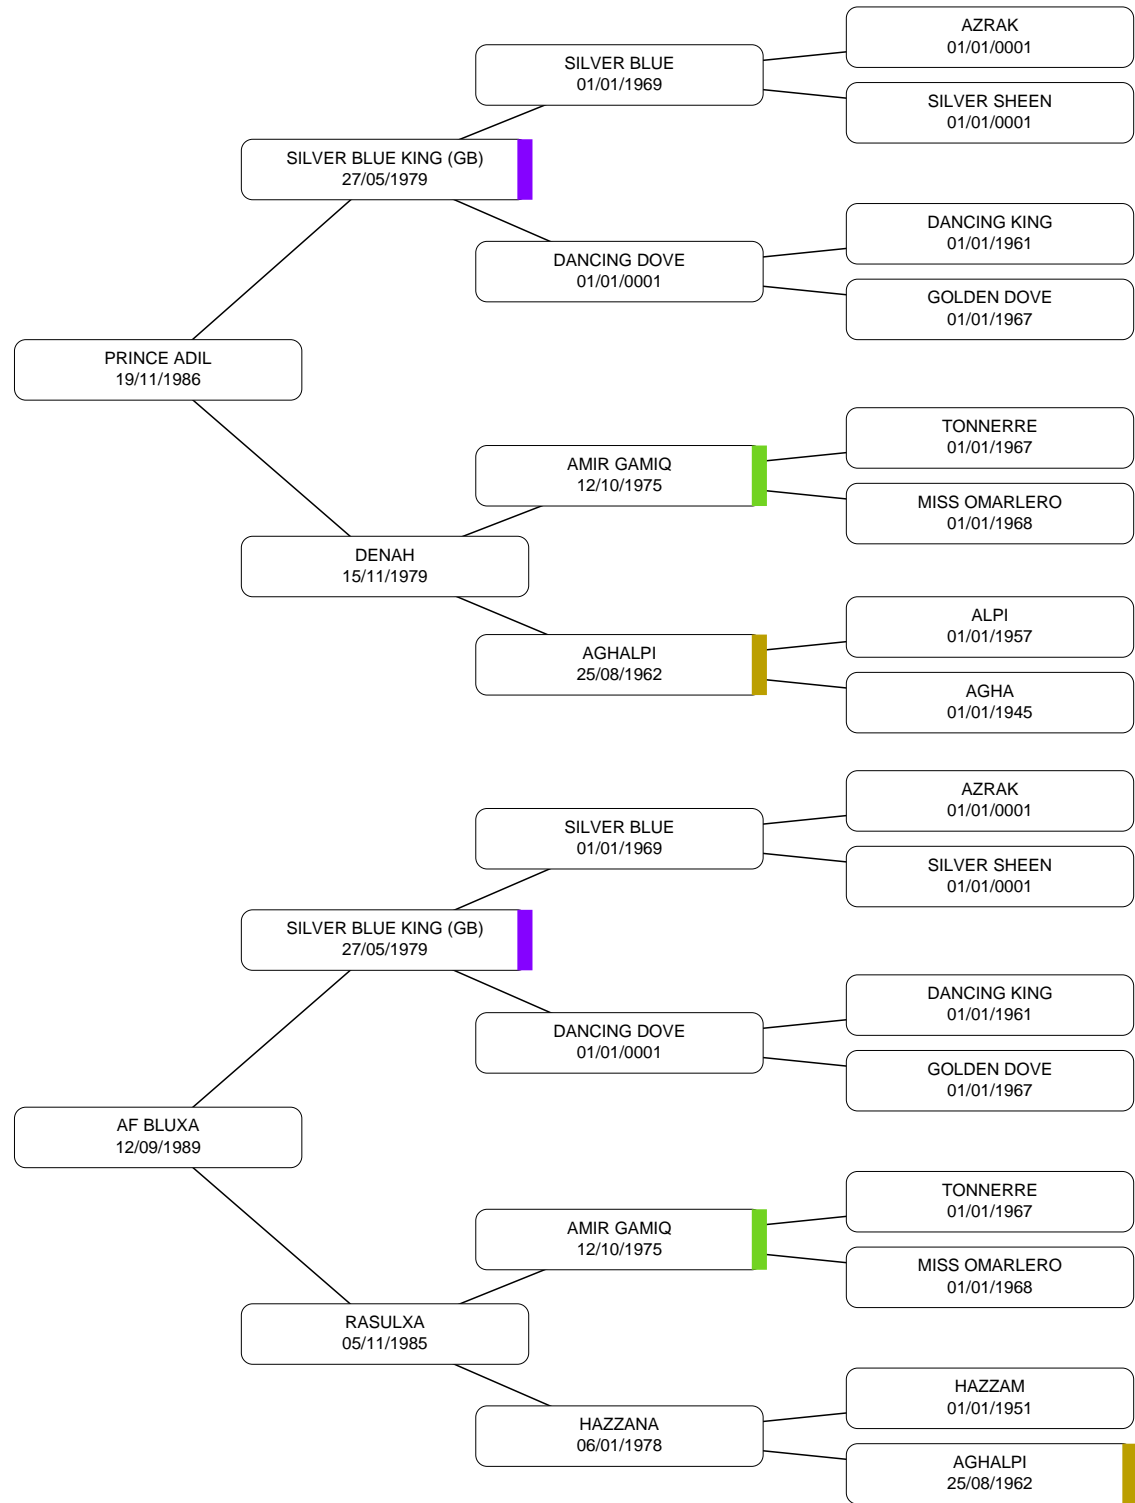 AZRAK
01/01/0001
SILVER BLUE
01/01/1969
SILVER SHEEN
01/01/0001
SILVER BLUE KING (GB)
27/05/1979
DANCING KING
01/01/1961
DANCING DOVE
01/01/0001
GOLDEN DOVE
01/01/1967
PRINCE ADIL
19/11/1986
TONNERRE
01/01/1967
AMIR GAMIQ
12/10/1975
MISS OMARLERO
01/01/1968
DENAH
15/11/1979
ALPI
01/01/1957
AGHALPI
25/08/1962
AGHA
01/01/1945
AZRAK
01/01/0001
SILVER BLUE
01/01/1969
SILVER SHEEN
01/01/0001
SILVER BLUE KING (GB)
27/05/1979
DANCING KING
01/01/1961
DANCING DOVE
01/01/0001
GOLDEN DOVE
01/01/1967
AF BLUXA
12/09/1989
TONNERRE
01/01/1967
AMIR GAMIQ
12/10/1975
MISS OMARLERO
01/01/1968
RASULXA
05/11/1985
HAZZAM
01/01/1951
HAZZANA
06/01/1978
AGHALPI
25/08/1962